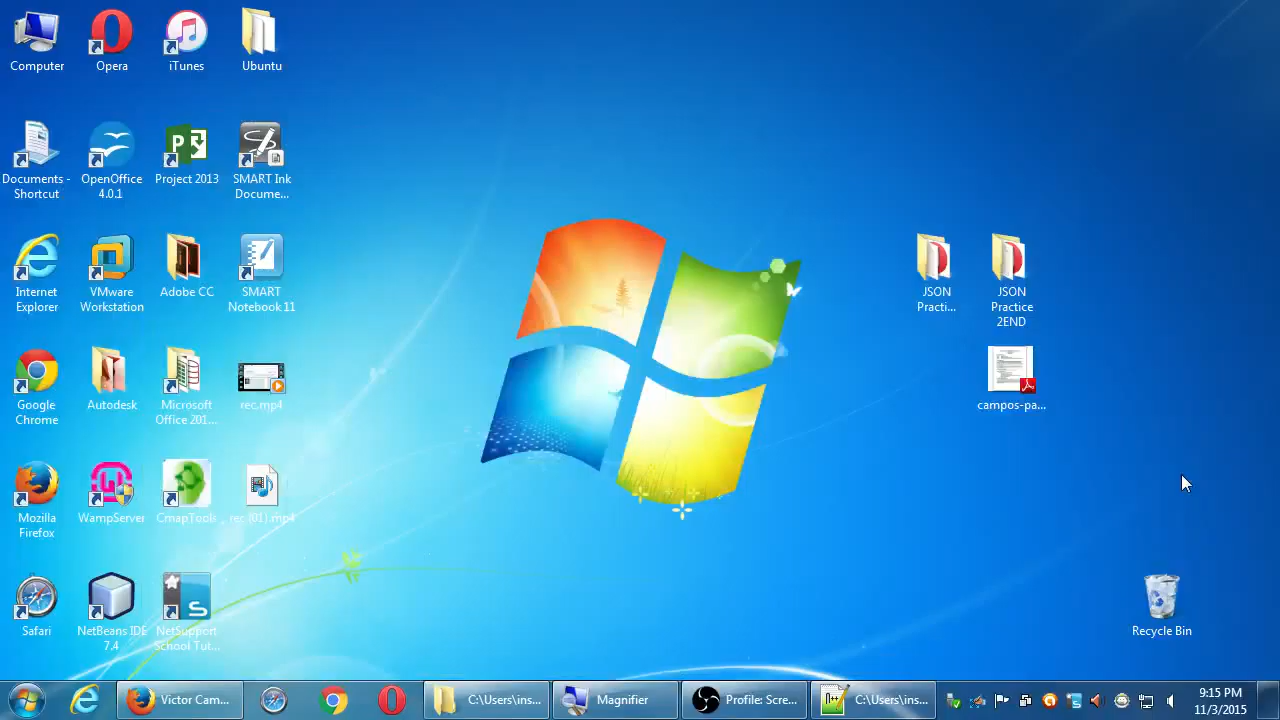 Computer
Opera
iTunes
Ubuntu
Documents -
Shortcut
OpenOffice
4.0.1
Project 2013
SMART Ink
Docume...
Internet
Explorer
VMware
Workstation
Adobe CC
SMART
Notebook 11
JSON
Practi...
JSON
Practice
2END
Google
Chrome
Autodesk
Microsoft
Office 201...
rec.mp4
campos-pa...
Mozilla
Firefox
WampServer
CmapTools
rec (01).mp4
Safari
NetBeans IDE
7.4
NetSupport
School Tut...
Recycle Bin
Victor Cam...
C:\Users\ins...
Magnifier
Profile: Scre...
C:\Users\ins...
9:15 PM
11/3/2015